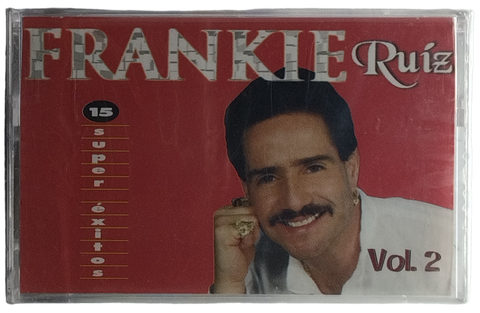 FRANKIE Ruíz
15
super éxitos
Vol. 2